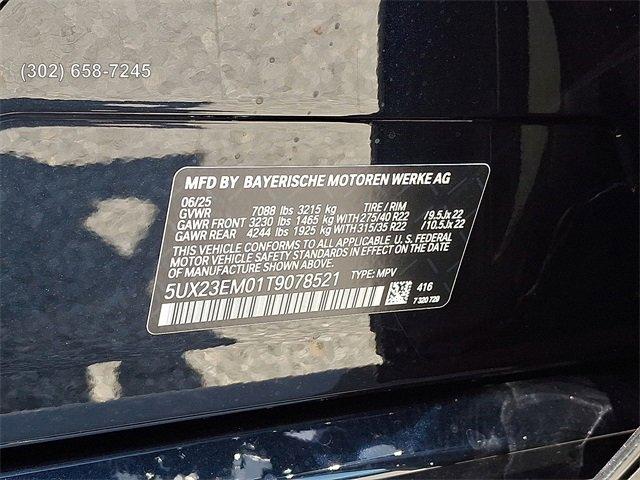 (302) 658-7245
MFD BY BAYERISCHE MOTOREN WERKE AG
06/25
GVWR 7088 lbs 3215 kg TIRE / RIM
GAWR FRONT 3230 lbs 1465 kg WITH 275/40 R22 / 9.5Jx22
GAWR REAR 4244 lbs 1925 kg WITH 315/35 R22 / 10.5Jx22
THIS VEHICLE CONFORMS TO ALL APPLICABLE U. S. FEDERAL
MOTOR VEHICLE SAFETY STANDARDS IN EFFECT ON THE
DATE OF MANUFACTURE SHOWN ABOVE.
5UX23EM01T9078521 TYPE: MPV
416
7 320 729